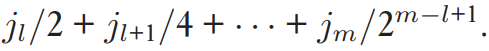 j_l/2 + j_{l+1}/4 + ⋯ + j_m/2^{m−l+1}.